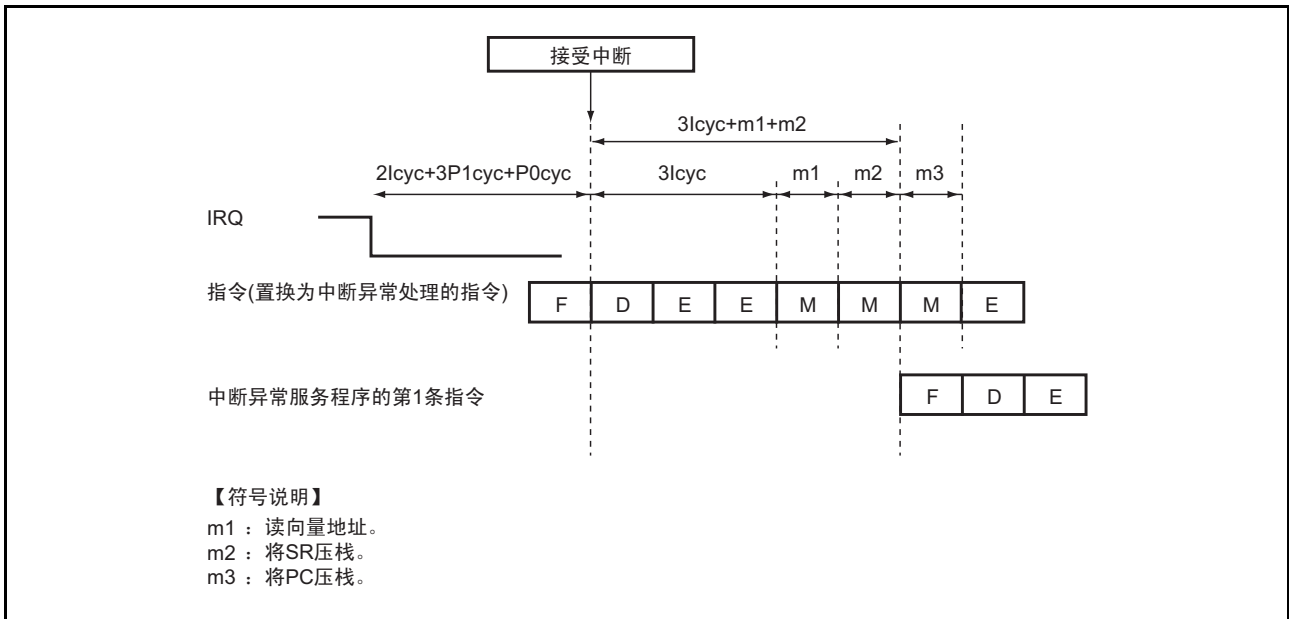 接受中断
3Icyc+m1+m2
2Icyc+3P1cyc+P0cyc 3Icyc m1 m2 m3
IRQ
指令(置换为中断异常处理的指令) F D E E M M M E
中断异常服务程序的第1条指令 F D E
【符号说明】
m1 ：读向量地址。
m2 ：将SR压栈。
m3 ：将PC压栈。